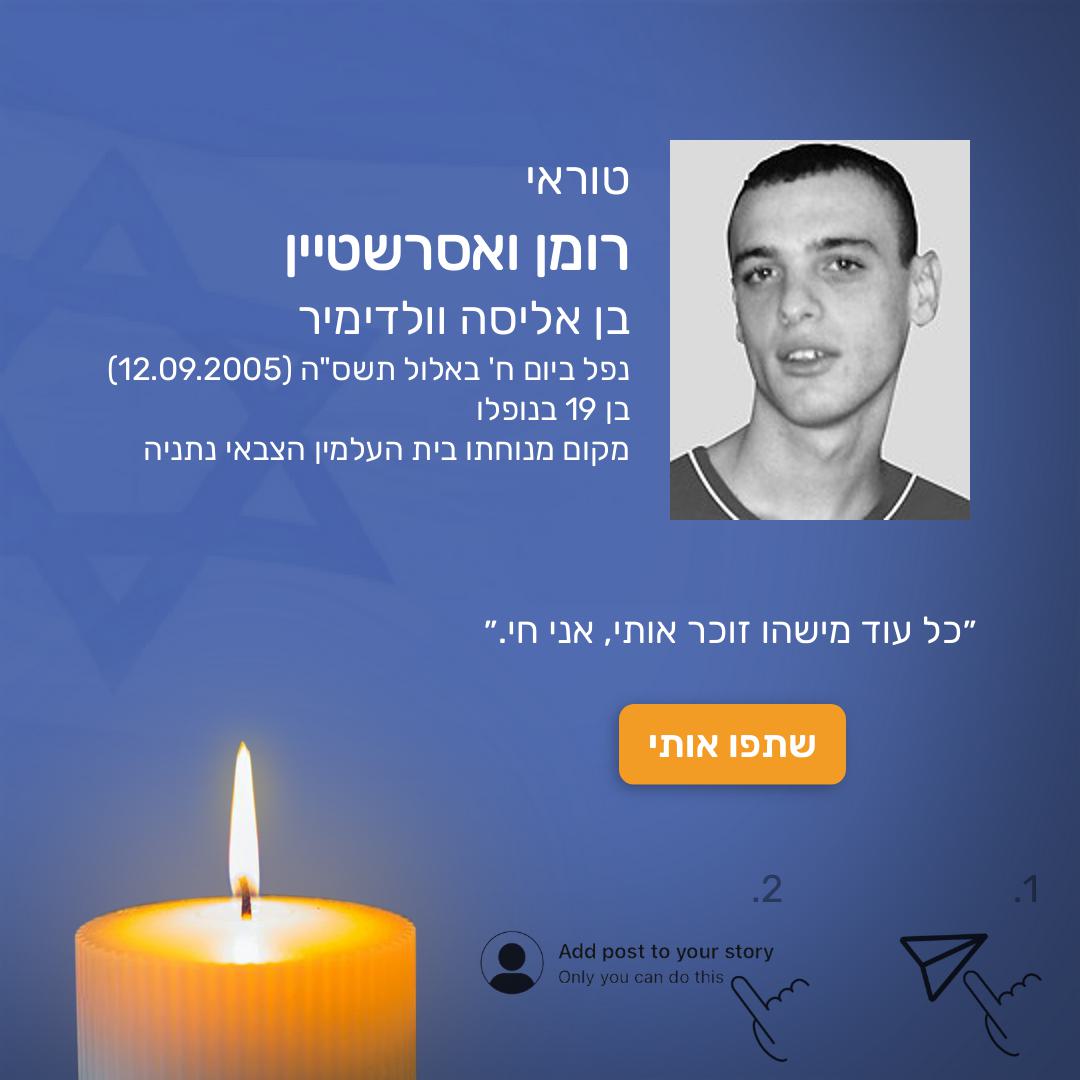 טוראי
רומן ואסרשטיין
בן אליסה וולדימיר
נפל ביום ח' באלול תשס"ה (12.09.2005)
בן 19 בנופלו
מקום מנוחתו בית העלמין הצבאי נתניה
״כל עוד מישהו זוכר אותי, אני חי.״
שתפו אותי
1.
2.
Add post to your story
Only you can do this